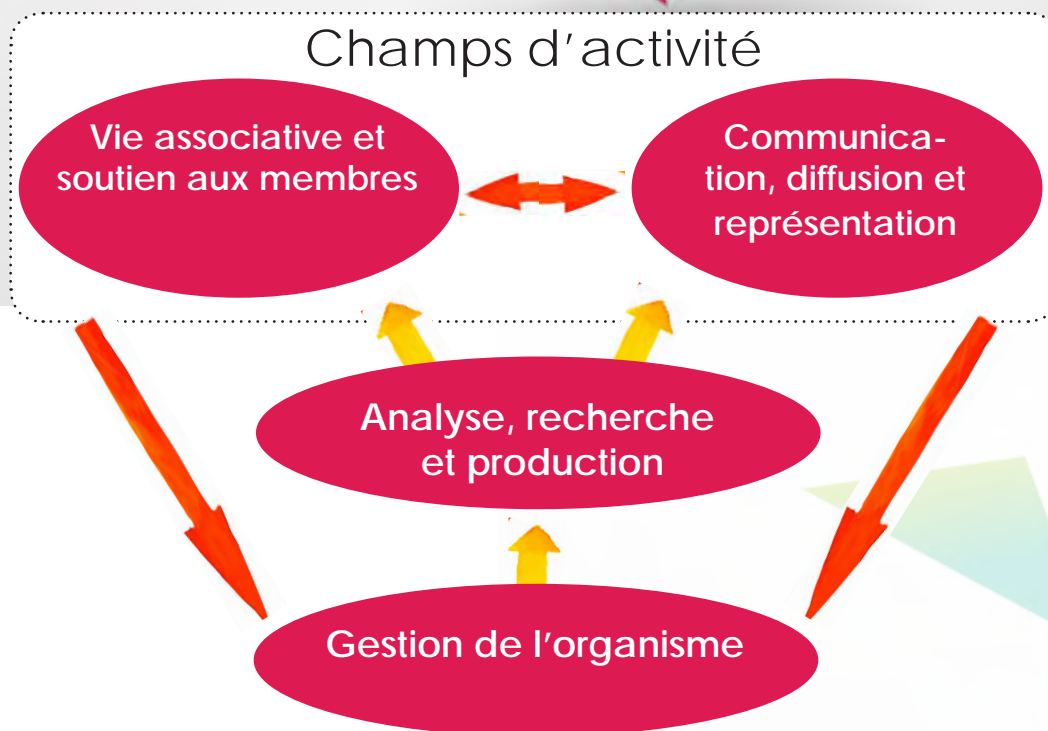 Champs d'activité
Vie associative et
soutien aux membres
Communica-
tion, diffusion et
représentation
Analyse, recherche
et production
Gestion de l'organisme